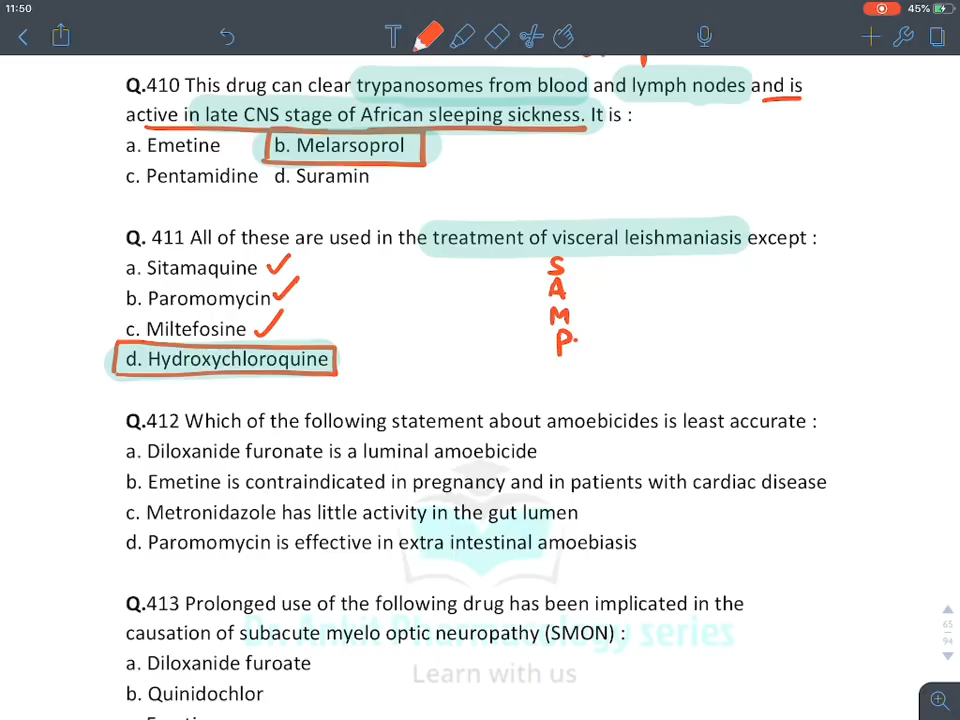 11:50
45%
T
Q.410 This drug can clear trypanosomes from blood and lymph nodes and is
active in late CNS stage of African sleeping sickness. It is :
a. Emetine b. Melarsoprol
c. Pentamidine d. Suramin
Q. 411 All of these are used in the treatment of visceral leishmaniasis except :
a. Sitamaquine
b. Paromomycin
c. Miltefosine
d. Hydroxychloroquine
S
A
M
P.
Q.412 Which of the following statement about amoebicides is least accurate :
a. Diloxanide furonate is a luminal amoebicide
b. Emetine is contraindicated in pregnancy and in patients with cardiac disease
c. Metronidazole has little activity in the gut lumen
d. Paromomycin is effective in extra intestinal amoebiasis
Q.413 Prolonged use of the following drug has been implicated in the
causation of subacute myelo optic neuropathy (SMON) :
Dr. Ankit Pharmacology series
Learn with us
a. Diloxanide furoate
b. Quinidochlor
65
94